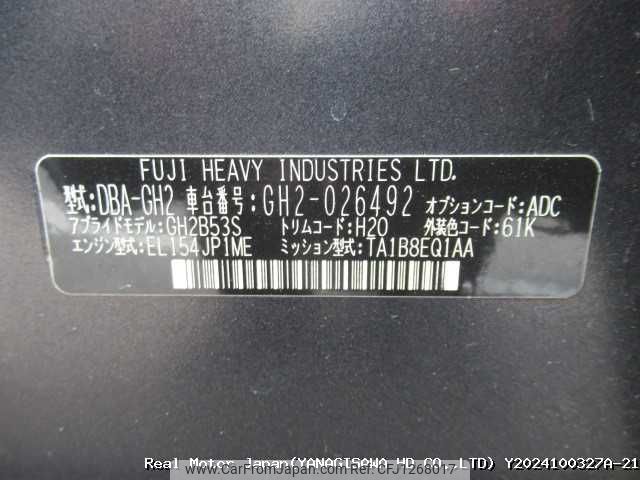 FUJI HEAVY INDUSTRIES LTD.
型式:DBA-GH2 車台番号:GH2-026492 オプションコード:ADC
アプライドモデル:GH2B53S トリムコード:H20 外装色コード:61K
エンジン型式:EL154JP1ME ミッション型式:TA1B8EQ1AA
Real Motor Japan(YANAGISAWA HD CO.,LTD) Y2024100327A-21
www.carfromjapan.com Ref No. CFJ1268017